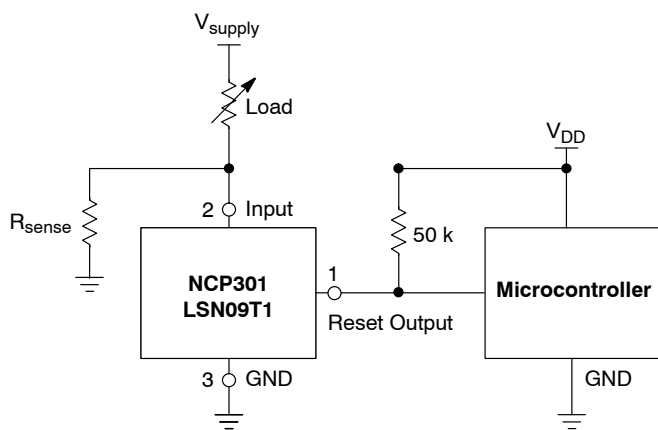 Vsupply
Load
VDD
Rsense
2 Input
50 k
NCP301
LSN09T1
1
Microcontroller
Reset Output
3 GND
GND